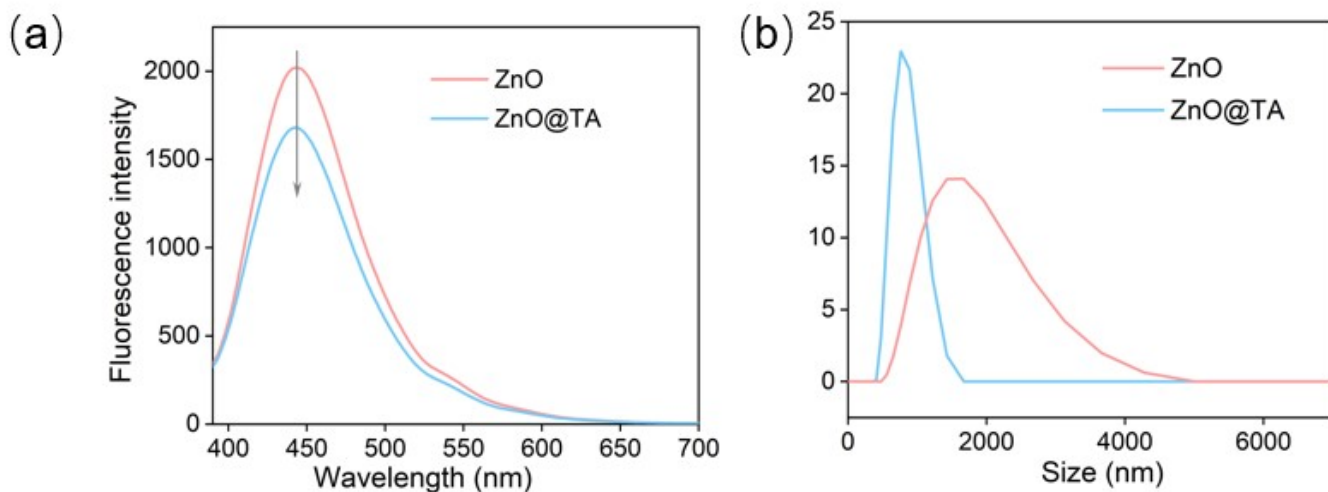 (a)
Fluorescence intensity
2000
1500
1000
500
0
ZnO
ZnO@TA
400 450 500 550 600 650 700
Wavelength (nm)
(b)
25
20
15
10
5
0
ZnO
ZnO@TA
0 2000 4000 6000
Size (nm)